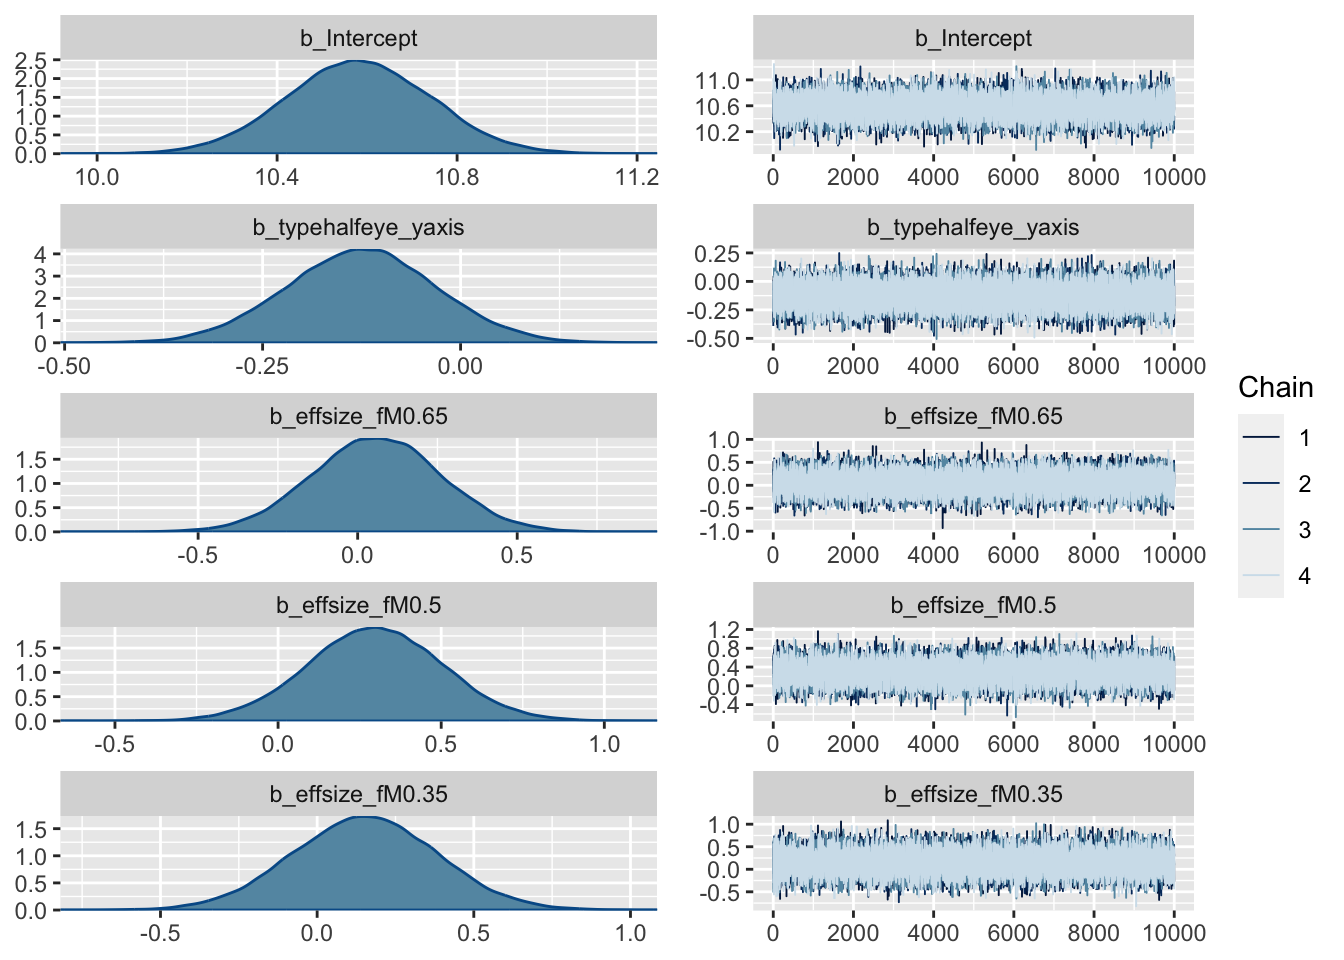 b_Intercept
2.5
2.0
1.5
1.0
0.5
0.0
10.0 10.4 10.8 11.2
b_Intercept
11.0
10.6
10.2
0 2000 4000 6000 8000 10000
b_typehalfeye_yaxis
4
3
2
1
0
-0.50 -0.25 0.00
b_typehalfeye_yaxis
0.25
0.00
-0.25
-0.50
0 2000 4000 6000 8000 10000
b_effsize_fM0.65
1.5
1.0
0.5
0.0
-0.5 0.0 0.5
b_effsize_fM0.65
1.0
0.5
0.0
-0.5
-1.0
0 2000 4000 6000 8000 10000
b_effsize_fM0.5
1.5
1.0
0.5
0.0
-0.5 0.0 0.5 1.0
b_effsize_fM0.5
1.2
0.8
0.4
0.0
-0.4
0 2000 4000 6000 8000 10000
b_effsize_fM0.35
1.5
1.0
0.5
0.0
-0.5 0.0 0.5 1.0
b_effsize_fM0.35
1.0
0.5
0.0
-0.5
0 2000 4000 6000 8000 10000
Chain
1
2
3
4